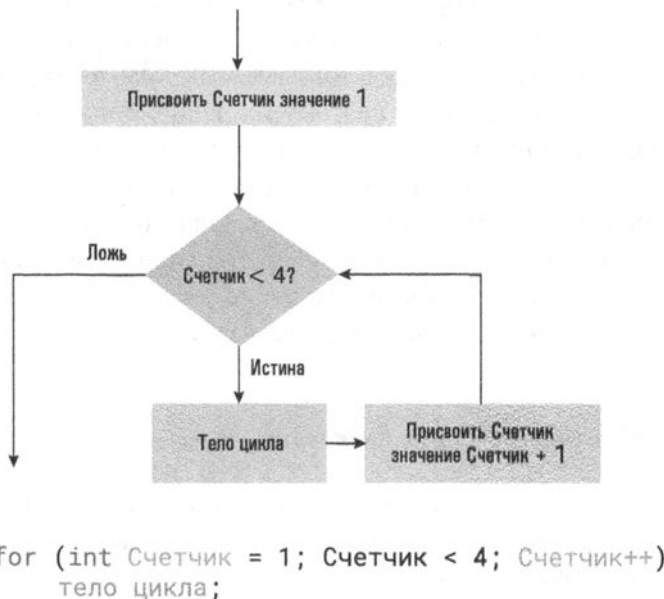 Присвоить Счетчик значение 1
Счетчик < 4?
Ложь
Истина
Тело цикла
Присвоить Счетчик
значение Счетчик + 1
for (int Счетчик = 1; Счетчик < 4; Счетчик++)
тело цикла;